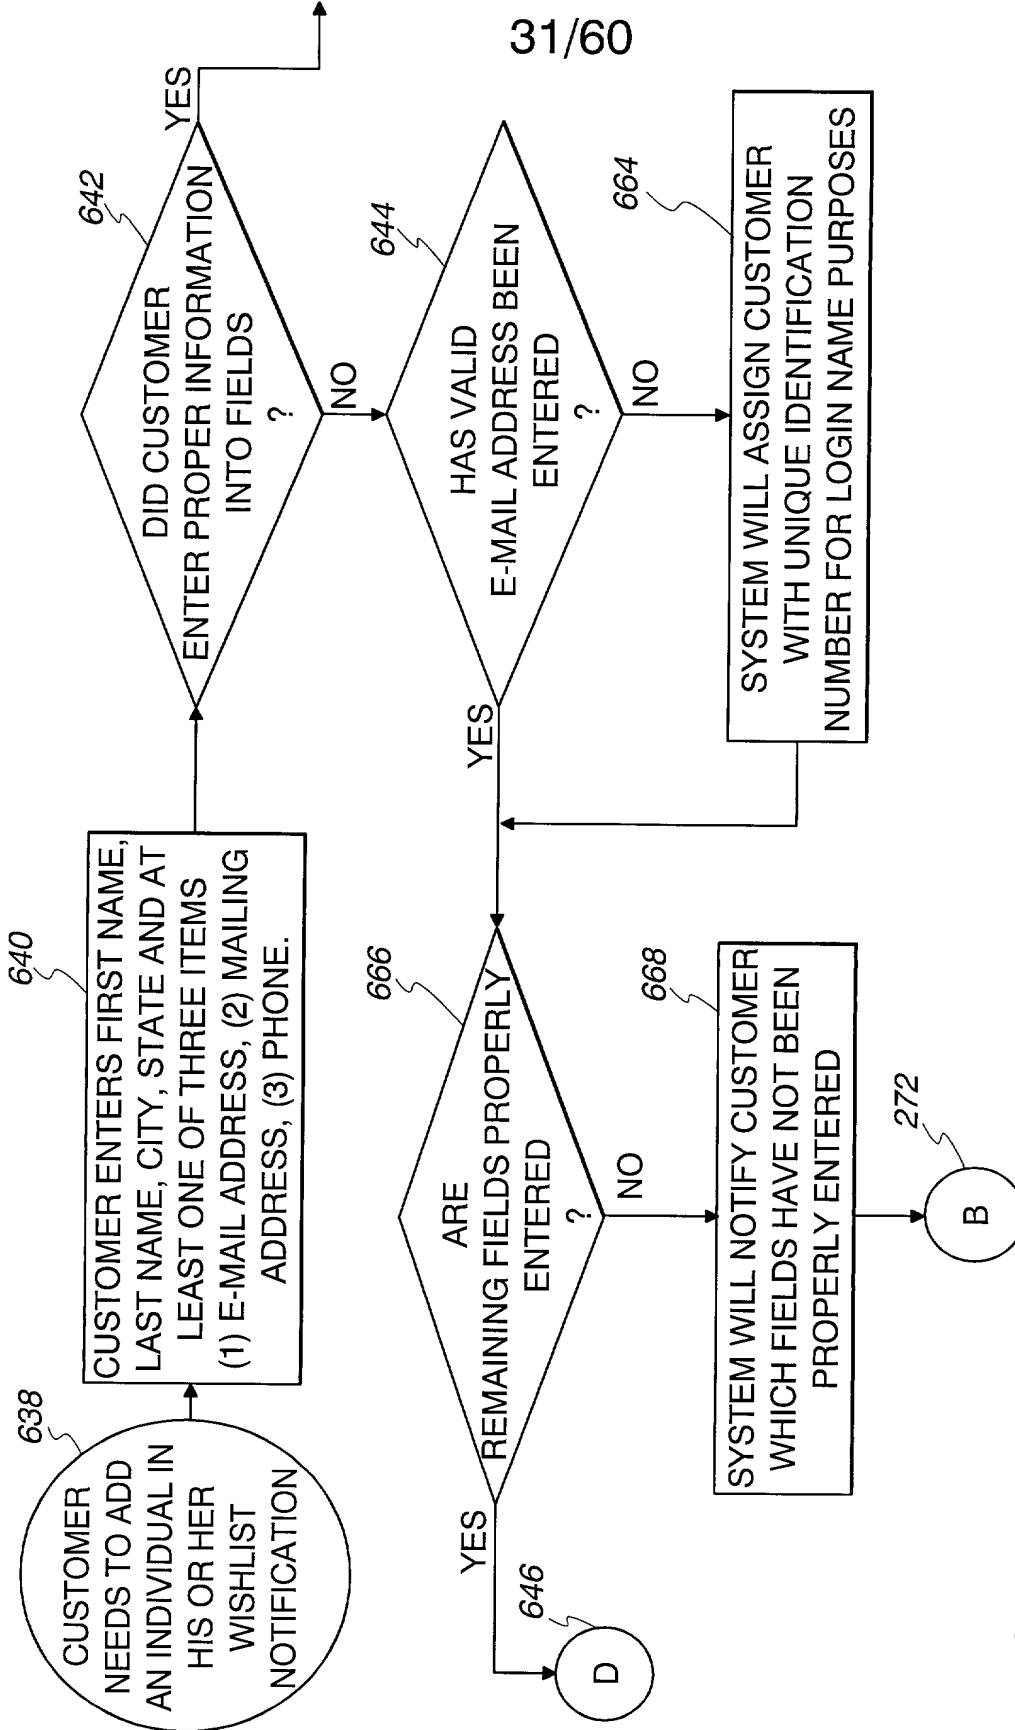 31/60
638
CUSTOMER
NEEDS TO ADD
AN INDIVIDUAL IN
HIS OR HER
WISHLIST
NOTIFICATION
640
CUSTOMER ENTERS FIRST NAME,
LAST NAME, CITY, STATE AND AT
LEAST ONE OF THREE ITEMS
(1) E-MAIL ADDRESS, (2) MAILING
ADDRESS, (3) PHONE.
642
DID CUSTOMER
ENTER PROPER INFORMATION
INTO FIELDS
?
YES
NO
644
HAS VALID
E-MAIL ADDRESS BEEN
ENTERED
?
YES
NO
664
SYSTEM WILL ASSIGN CUSTOMER
WITH UNIQUE IDENTIFICATION
NUMBER FOR LOGIN NAME PURPOSES
666
ARE
REMAINING FIELDS PROPERLY
ENTERED
?
YES
NO
646
D
668
SYSTEM WILL NOTIFY CUSTOMER
WHICH FIELDS HAVE NOT BEEN
PROPERLY ENTERED
272
B